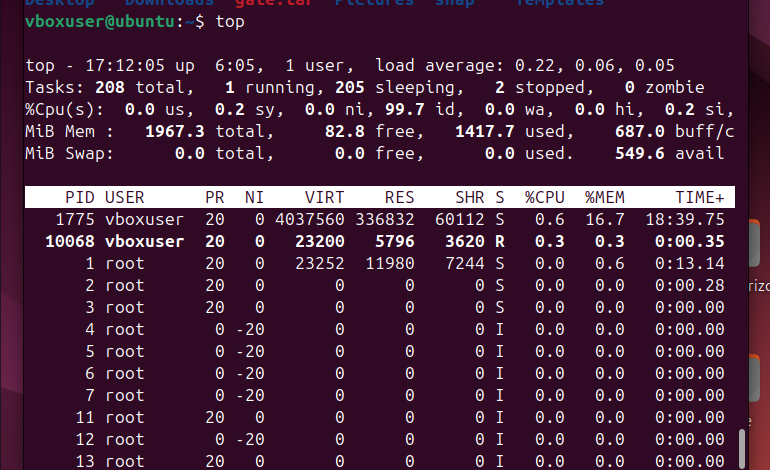 Desktop Downloads gate.tar Pictures snap Templates
vboxuser@ubuntu:~$ top
top - 17:12:05 up  6:05,  1 user,  load average: 0.22, 0.06, 0.05
Tasks: 208 total,   1 running, 205 sleeping,   2 stopped,   0 zombie
%Cpu(s):  0.0 us,  0.2 sy,  0.0 ni, 99.7 id,  0.0 wa,  0.0 hi,  0.2 si,
MiB Mem :   1967.3 total,     82.8 free,   1417.7 used,    687.0 buff/c
MiB Swap:      0.0 total,      0.0 free,      0.0 used.    549.6 avail
PID USER      PR  NI    VIRT    RES    SHR S  %CPU  %MEM     TIME+
1775 vboxuser  20   0 4037560 336832  60112 S   0.6  16.7  18:39.75
10068 vboxuser  20   0   23200   5796   3620 R   0.3   0.3   0:00.35
1 root      20   0   23252  11980   7244 S   0.0   0.6   0:13.14
2 root      20   0       0      0      0 S   0.0   0.0   0:00.28
3 root      20   0       0      0      0 S   0.0   0.0   0:00.00
4 root       0 -20       0      0      0 I   0.0   0.0   0:00.00
5 root       0 -20       0      0      0 I   0.0   0.0   0:00.00
6 root       0 -20       0      0      0 I   0.0   0.0   0:00.00
7 root       0 -20       0      0      0 I   0.0   0.0   0:00.00
11 root      20   0       0      0      0 I   0.0   0.0   0:00.00
12 root       0 -20       0      0      0 I   0.0   0.0   0:00.00
13 root      20   0       0      0      0 I   0.0   0.0   0:00.00